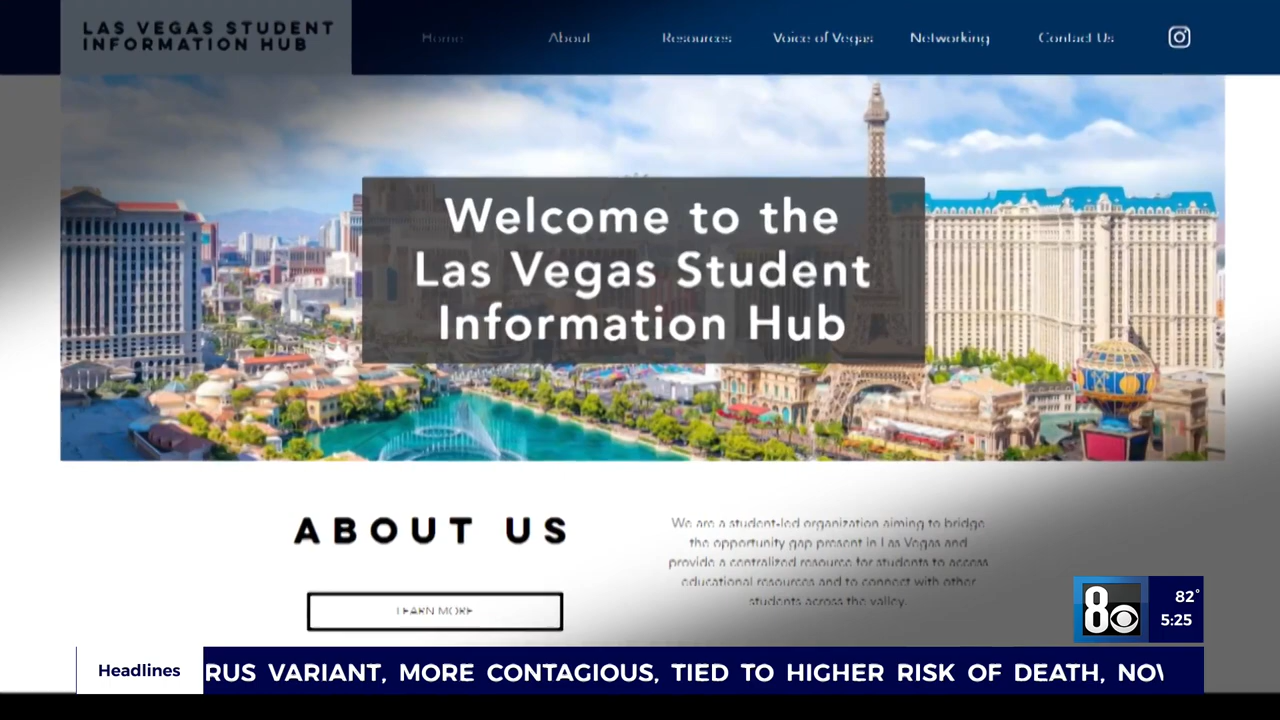 LAS VEGAS STUDENT
INFORMATION HUB
Home About Resources Voice of Vegas Networking Contact Us
Welcome to the
Las Vegas Student
Information Hub
ABOUT US
LEARN MORE
We are a student-led organization aiming to bridge
the opportunity gap present in Las Vegas and
provide a centralized resource for students to access
educational resources and to connect with other
students across the valley.
8
82°
5:25
Headlines RUS VARIANT, MORE CONTAGIOUS, TIED TO HIGHER RISK OF DEATH,